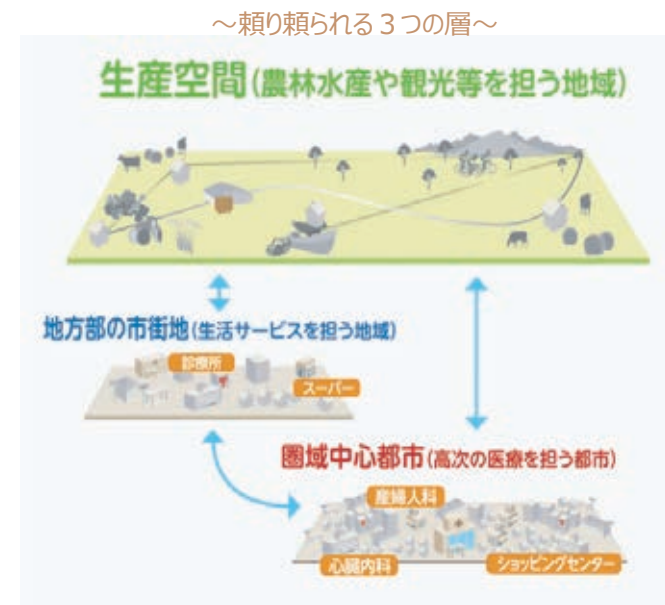 ～頼り頼られる３つの層～
生産空間(農林水産や観光等を担う地域)
地方部の市街地(生活サービスを担う地域)
診療所
スーパー
圏域中心都市(高次の医療を担う都市)
産婦人科
心臓内科
ショッピングセンター